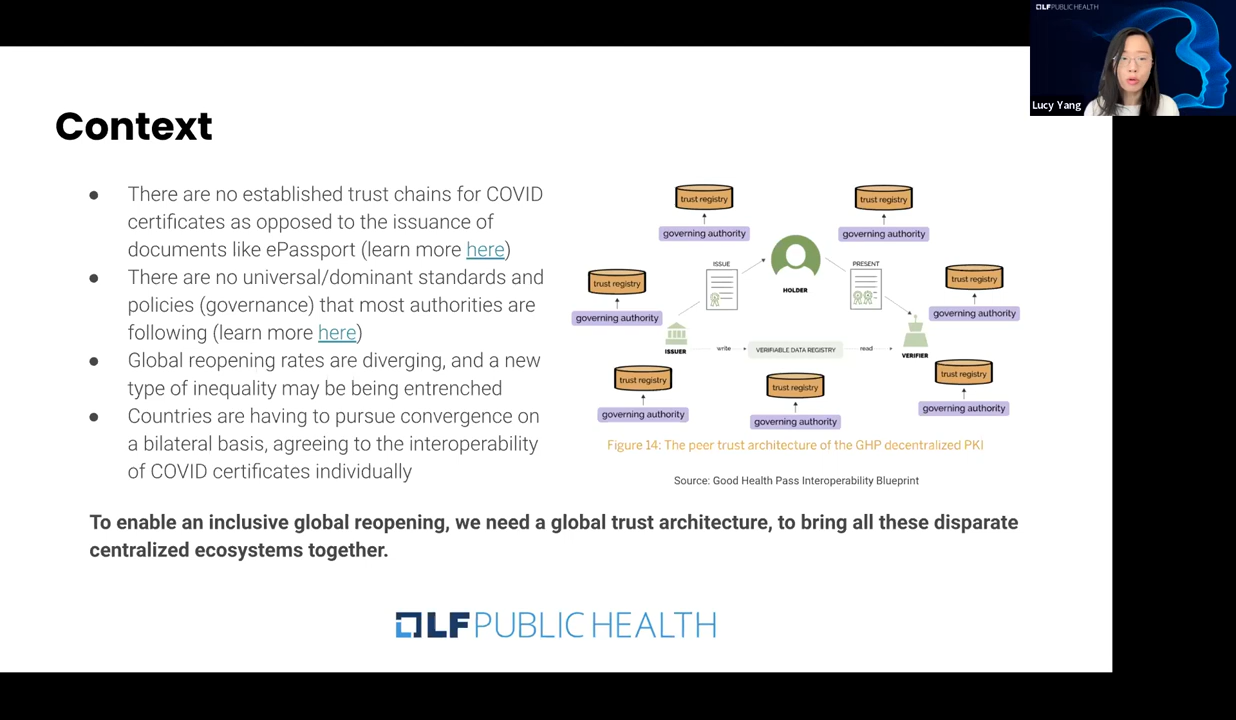 LF PUBLIC HEALTH
Lucy Yang
Context
● There are no established trust chains for COVID
certificates as opposed to the issuance of
documents like ePassport (learn more here)
● There are no universal/dominant standards and
policies (governance) that most authorities are
following (learn more here)
● Global reopening rates are diverging, and a new
type of inequality may be being entrenched
● Countries are having to pursue convergence on
a bilateral basis, agreeing to the interoperability
of COVID certificates individually
trust registry
governing authority
trust registry
governing authority
ISSUE
HOLDER
PRESENT
trust registry
governing authority
trust registry
governing authority
ISSUER
write
VERIFIABLE DATA REGISTRY
read
VERIFIER
trust registry
governing authority
trust registry
governing authority
trust registry
governing authority
Figure 14: The peer trust architecture of the GHP decentralized PKI
Source: Good Health Pass Interoperability Blueprint
To enable an inclusive global reopening, we need a global trust architecture, to bring all these disparate
centralized ecosystems together.
LF PUBLIC HEALTH